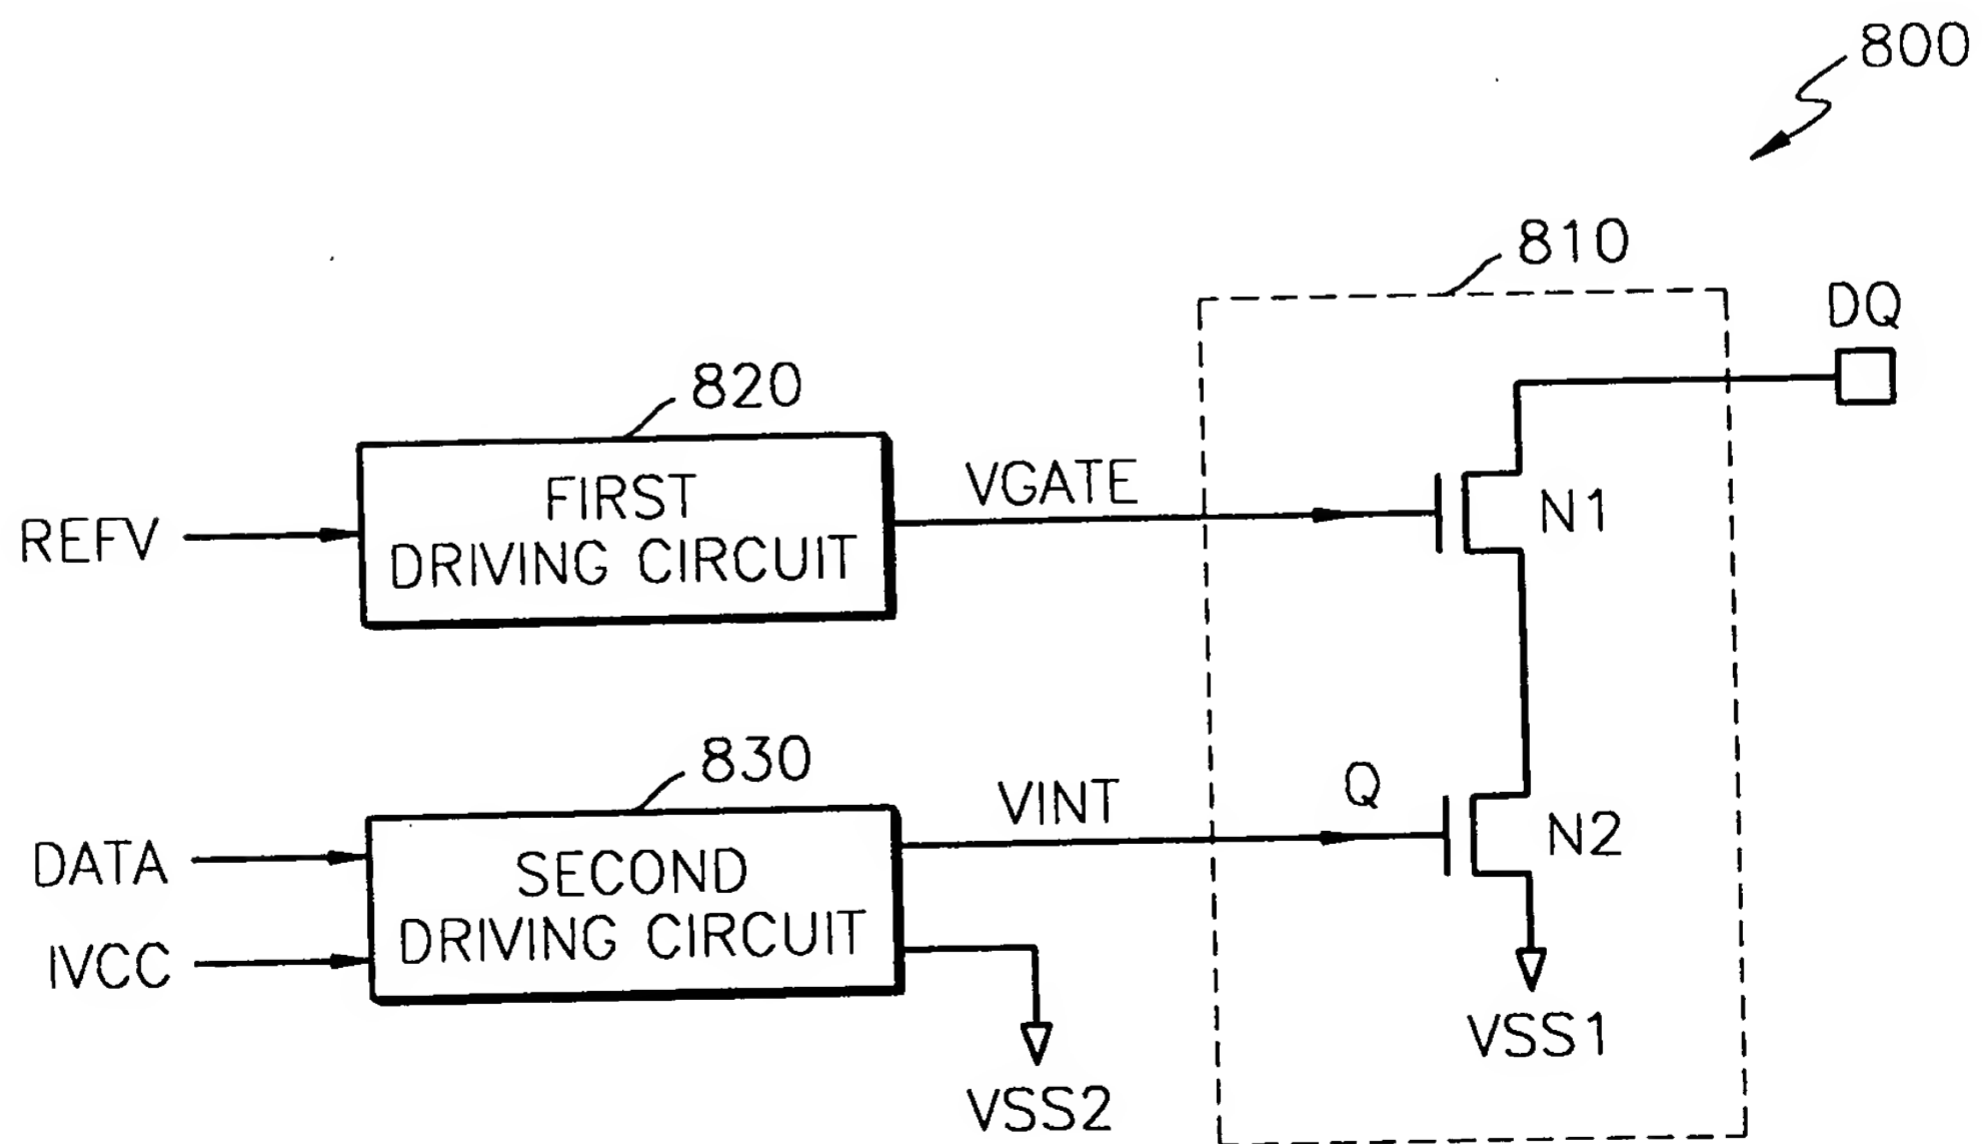 800
810
DQ
820
FIRST
DRIVING CIRCUIT
REFV
VGATE
N1
830
SECOND
DRIVING CIRCUIT
DATA
IVCC
VINT
Q
N2
VSS1
VSS2